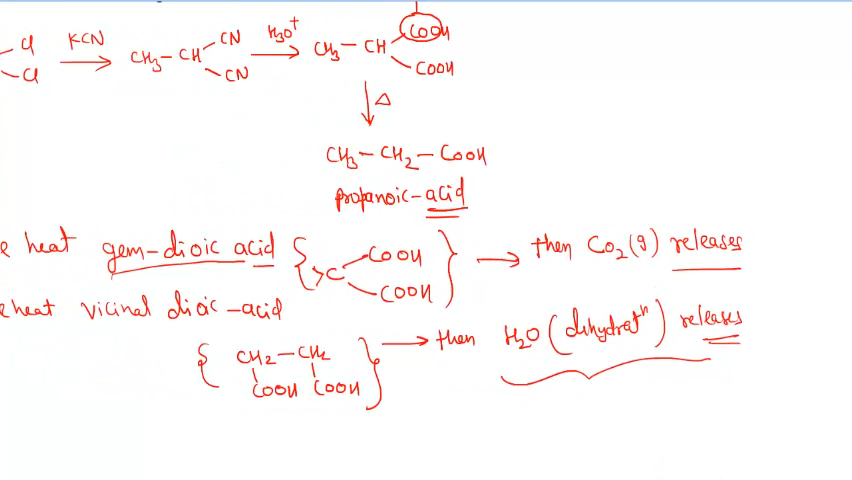 Cl KCN CH3-CH CN H3O+ CH3-CH COOH
Cl CN COOH
Δ
CH3-CH2-COOH
propanoic-acid
e heat gem-dioic acid { >C COOH COOH } → then CO2(g) releases
e heat vicinal dioic-acid
{ CH2-CH2 COOH COOH } → then H2O (dehydratn) releases